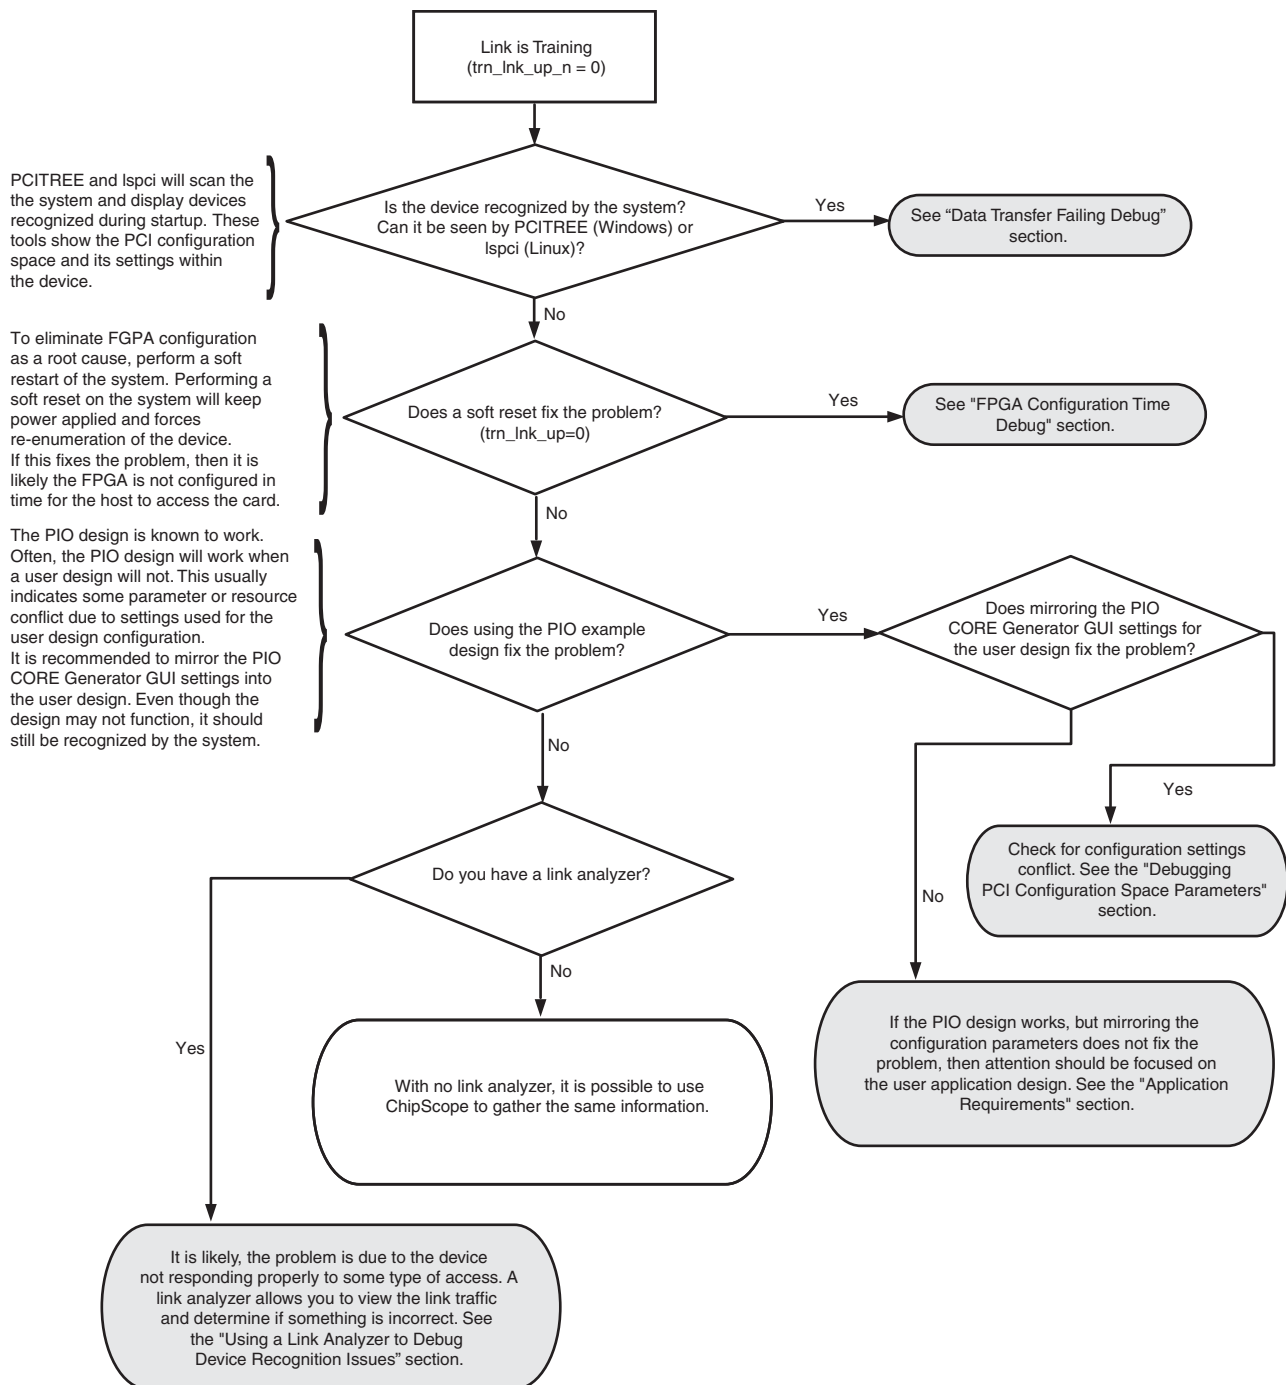 Link is Training
(trn_lnk_up_n = 0)
PCITREE and lspci will scan the
the system and display devices
recognized during startup. These
tools show the PCI configuration
space and its settings within
the device.
Is the device recognized by the system?
Can it be seen by PCITREE (Windows) or
lspci (Linux)?
Yes
See “Data Transfer Failing Debug”
section.
No
To eliminate FGPA configuration
as a root cause, perform a soft
restart of the system. Performing a
soft reset on the system will keep
power applied and forces
re-enumeration of the device.
If this fixes the problem, then it is
likely the FPGA is not configured in
time for the host to access the card.
Does a soft reset fix the problem?
(trn_lnk_up=0)
Yes
See "FPGA Configuration Time
Debug" section.
No
The PIO design is known to work.
Often, the PIO design will work when
a user design will not. This usually
indicates some parameter or resource
conflict due to settings used for the
user design configuration.
It is recommended to mirror the PIO
CORE Generator GUI settings into
the user design. Even though the
design may not function, it should
still be recognized by the system.
Does using the PIO example
design fix the problem?
Yes
Does mirroring the PIO
CORE Generator GUI settings for
the user design fix the problem?
No
Yes
Do you have a link analyzer?
Check for configuration settings
conflict. See the "Debugging
PCI Configuration Space Parameters"
section.
No
No
Yes
With no link analyzer, it is possible to use
ChipScope to gather the same information.
If the PIO design works, but mirroring the
configuration parameters does not fix the
problem, then attention should be focused on
the user application design. See the "Application
Requirements" section.
It is likely, the problem is due to the device
not responding properly to some type of access. A
link analyzer allows you to view the link traffic
and determine if something is incorrect. See
the "Using a Link Analyzer to Debug
Device Recognition Issues” section.